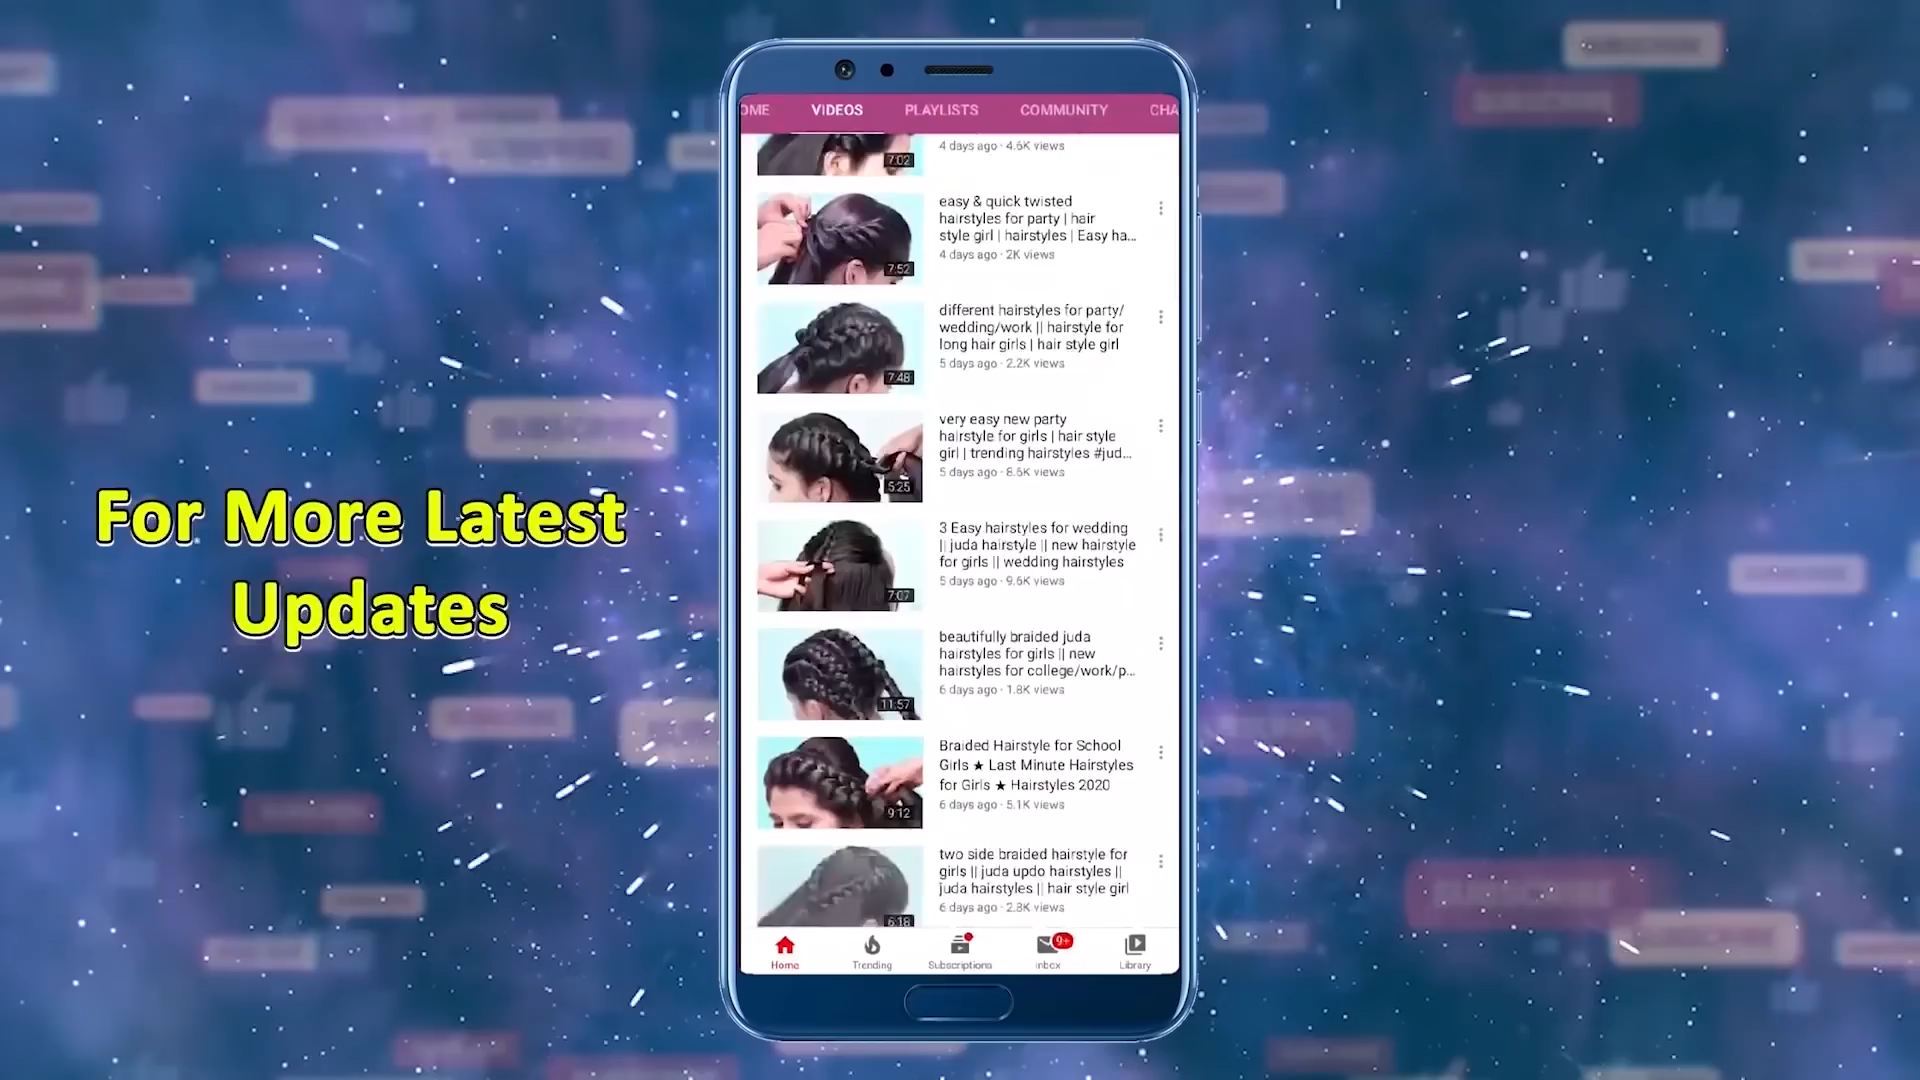 OME VIDEOS PLAYLISTS COMMUNITY CHA
7:02
4 days ago · 4.6K views
easy & quick twisted
hairstyles for party | hair
style girl | hairstyles | Easy ha...
4 days ago · 2K views
7:52
different hairstyles for party/
wedding/work || hairstyle for
long hair girls | hair style girl
5 days ago · 2.2K views
7:48
very easy new party
hairstyle for girls | hair style
girl | trending hairstyles #jud...
5 days ago · 8.6K views
5:25
For More Latest
Updates
3 Easy hairstyles for wedding
|| juda hairstyle || new hairstyle
for girls || wedding hairstyles
5 days ago · 9.6K views
7:07
beautifully braided juda
hairstyles for girls || new
hairstyles for college/work/p...
6 days ago · 1.8K views
11:57
Braided Hairstyle for School
Girls ★ Last Minute Hairstyles
for Girls ★ Hairstyles 2020
6 days ago · 5.1K views
9:12
two side braided hairstyle for
girls || juda updo hairstyles ||
juda hairstyles || hair style girl
6 days ago · 2.8K views
6:18
9+
Home Trending Subscriptions Inbox Library
SUBSCRIBE